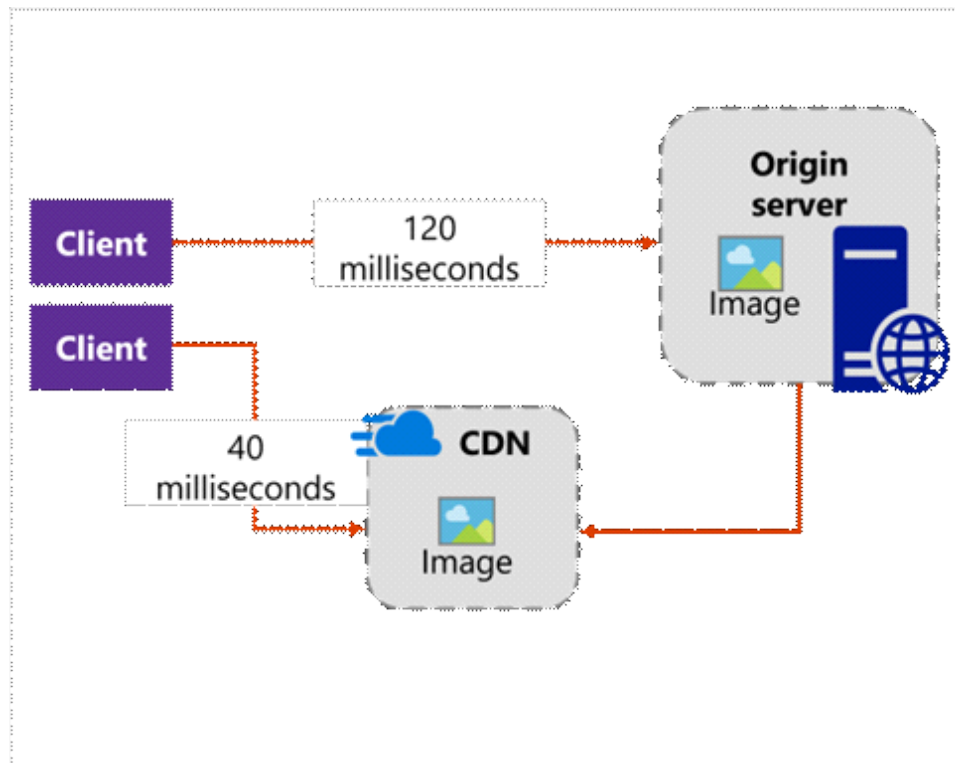 Origin
server
Client
120
milliseconds
Image
Client
40
milliseconds
CDN
Image